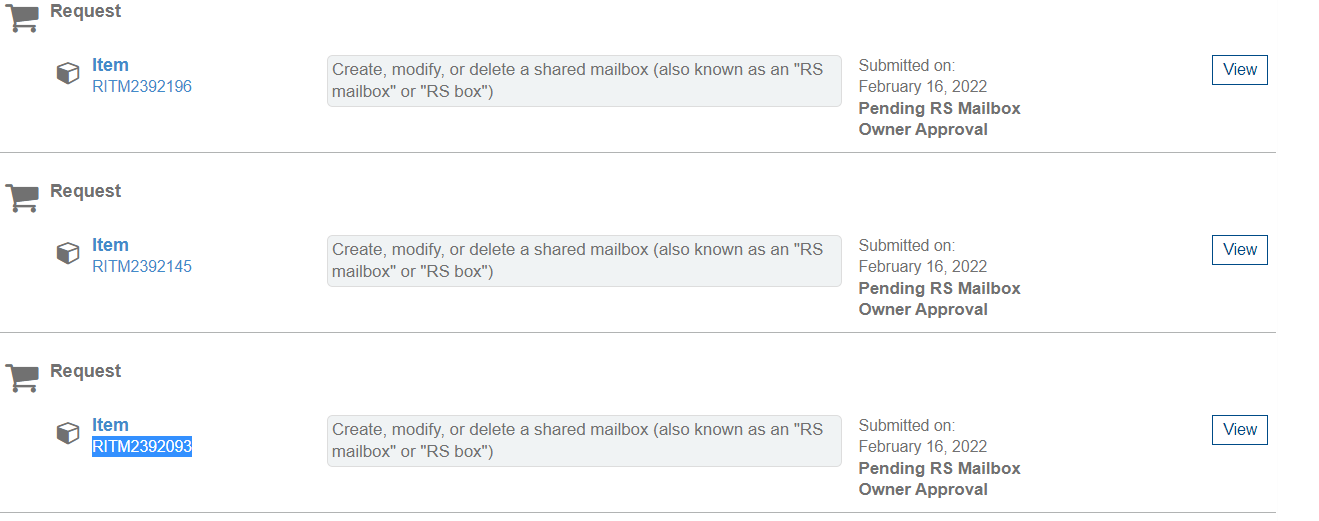 Request
Item
RITM2392196
Create, modify, or delete a shared mailbox (also known as an "RS
mailbox" or "RS box")
Submitted on:
February 16, 2022
Pending RS Mailbox
Owner Approval
View
Request
Item
RITM2392145
Create, modify, or delete a shared mailbox (also known as an "RS
mailbox" or "RS box")
Submitted on:
February 16, 2022
Pending RS Mailbox
Owner Approval
View
Request
Item
RITM2392093
Create, modify, or delete a shared mailbox (also known as an "RS
mailbox" or "RS box")
Submitted on:
February 16, 2022
Pending RS Mailbox
Owner Approval
View